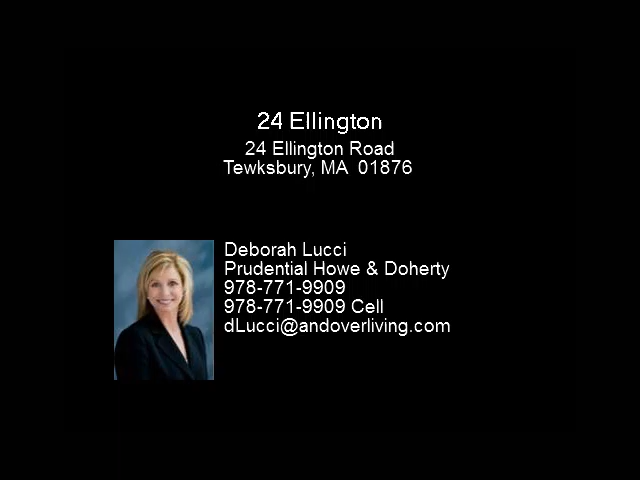 24 Ellington
24 Ellington Road
Tewksbury, MA  01876
Deborah Lucci
Prudential Howe & Doherty
978-771-9909
978-771-9909 Cell
dLucci@andoverliving.com